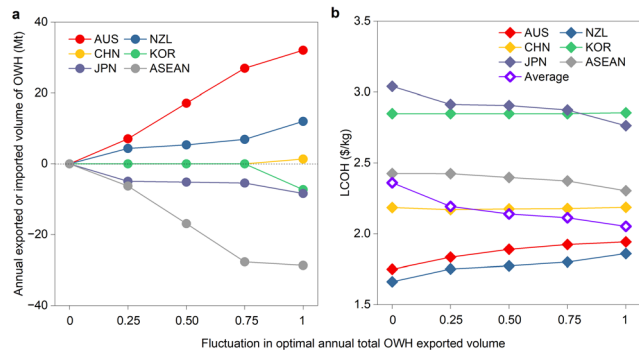 a
Annual exported or imported volume of OWH (Mt)
40
20
0
−20
−40
AUS NZL
CHN KOR
JPN ASEAN
0 0.25 0.50 0.75 1
b
LCOH ($/kg)
3.5
3.0
2.5
2.0
1.5
AUS NZL
CHN KOR
JPN ASEAN
Average
0 0.25 0.50 0.75 1
Fluctuation in optimal annual total OWH exported volume